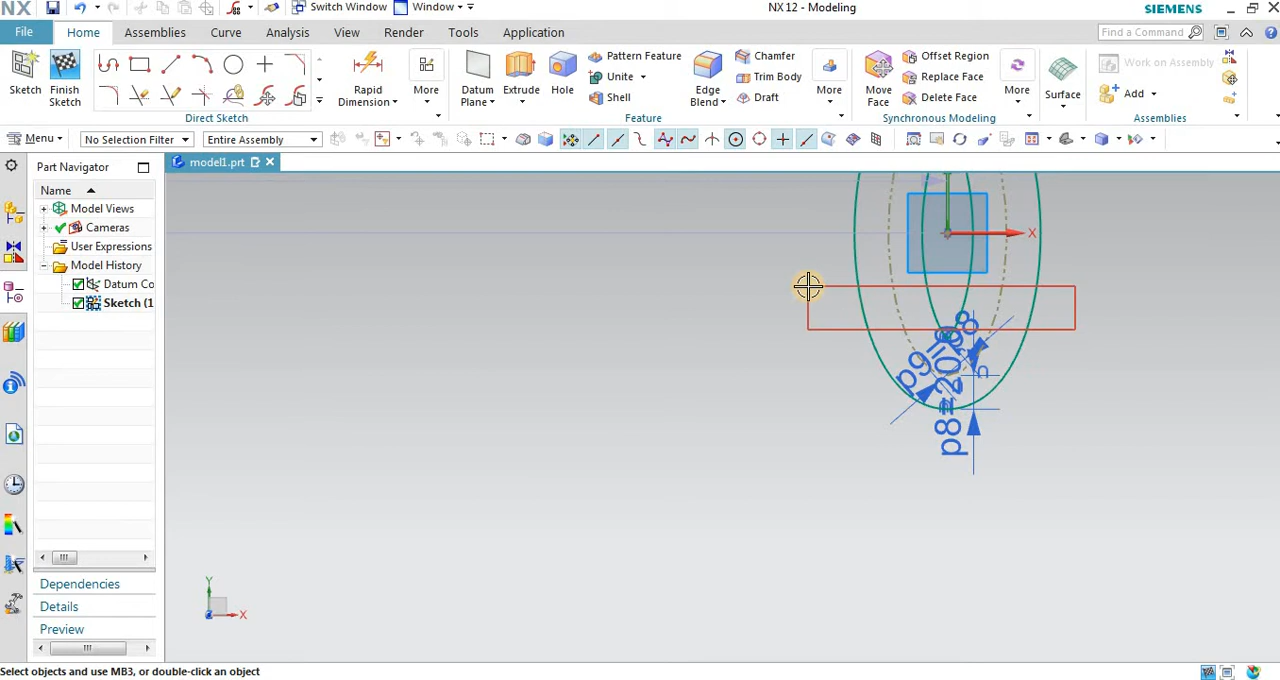 NX Switch Window Window NX 12 - Modeling SIEMENS
File Home Assemblies Curve Analysis View Render Tools Application Find a Command
Sketch Finish Sketch Rapid Dimension More Datum Plane Extrude Hole Pattern Feature Unite Shell Edge Blend Chamfer Trim Body Draft More Move Face Offset Region Replace Face Delete Face More Surface Work on Assembly Add
Direct Sketch Feature Synchronous Modeling Assemblies
Menu No Selection Filter Entire Assembly
Part Navigator model1.prt
Name
Model Views
Cameras
User Expressions
Model History
Datum Co
Sketch (1
X
p8=20
Y
X
Dependencies
Details
Preview
Select objects and use MB3, or double-click an object